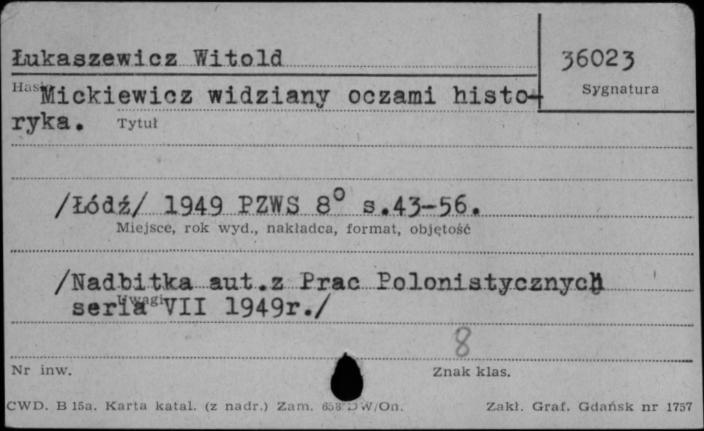 Łukaszewicz Witold
36023
Sygnatura
Hasło
Mickiewicz widziany oczami histo-
ryka. Tytuł
/Łódź/ 1949 PZWS 8° s.43-56.
Miejsce, rok wyd., nakładca, format, objętość
/Nadbitka aut.z Prac Polonistycznych
Uwagi
seria VII 1949r./
8
Nr inw.
Znak klas.
CWD. B 15a. Karta katal. (z nadr.) Zam. W/On.
Zakł. Graf. Gdańsk nr 1757